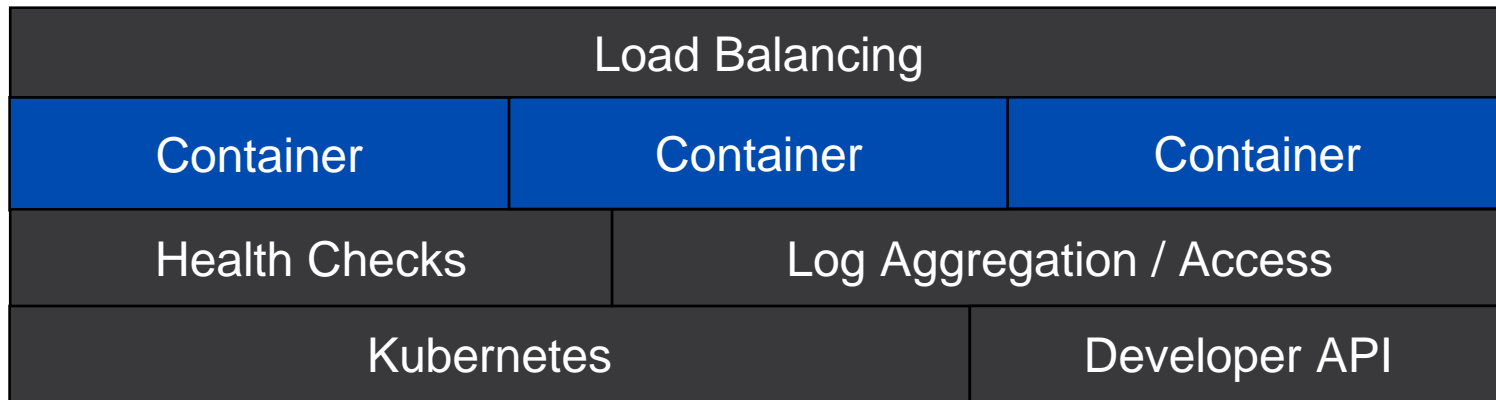 Load Balancing
Container Container Container
Health Checks Log Aggregation / Access
Kubernetes Developer API